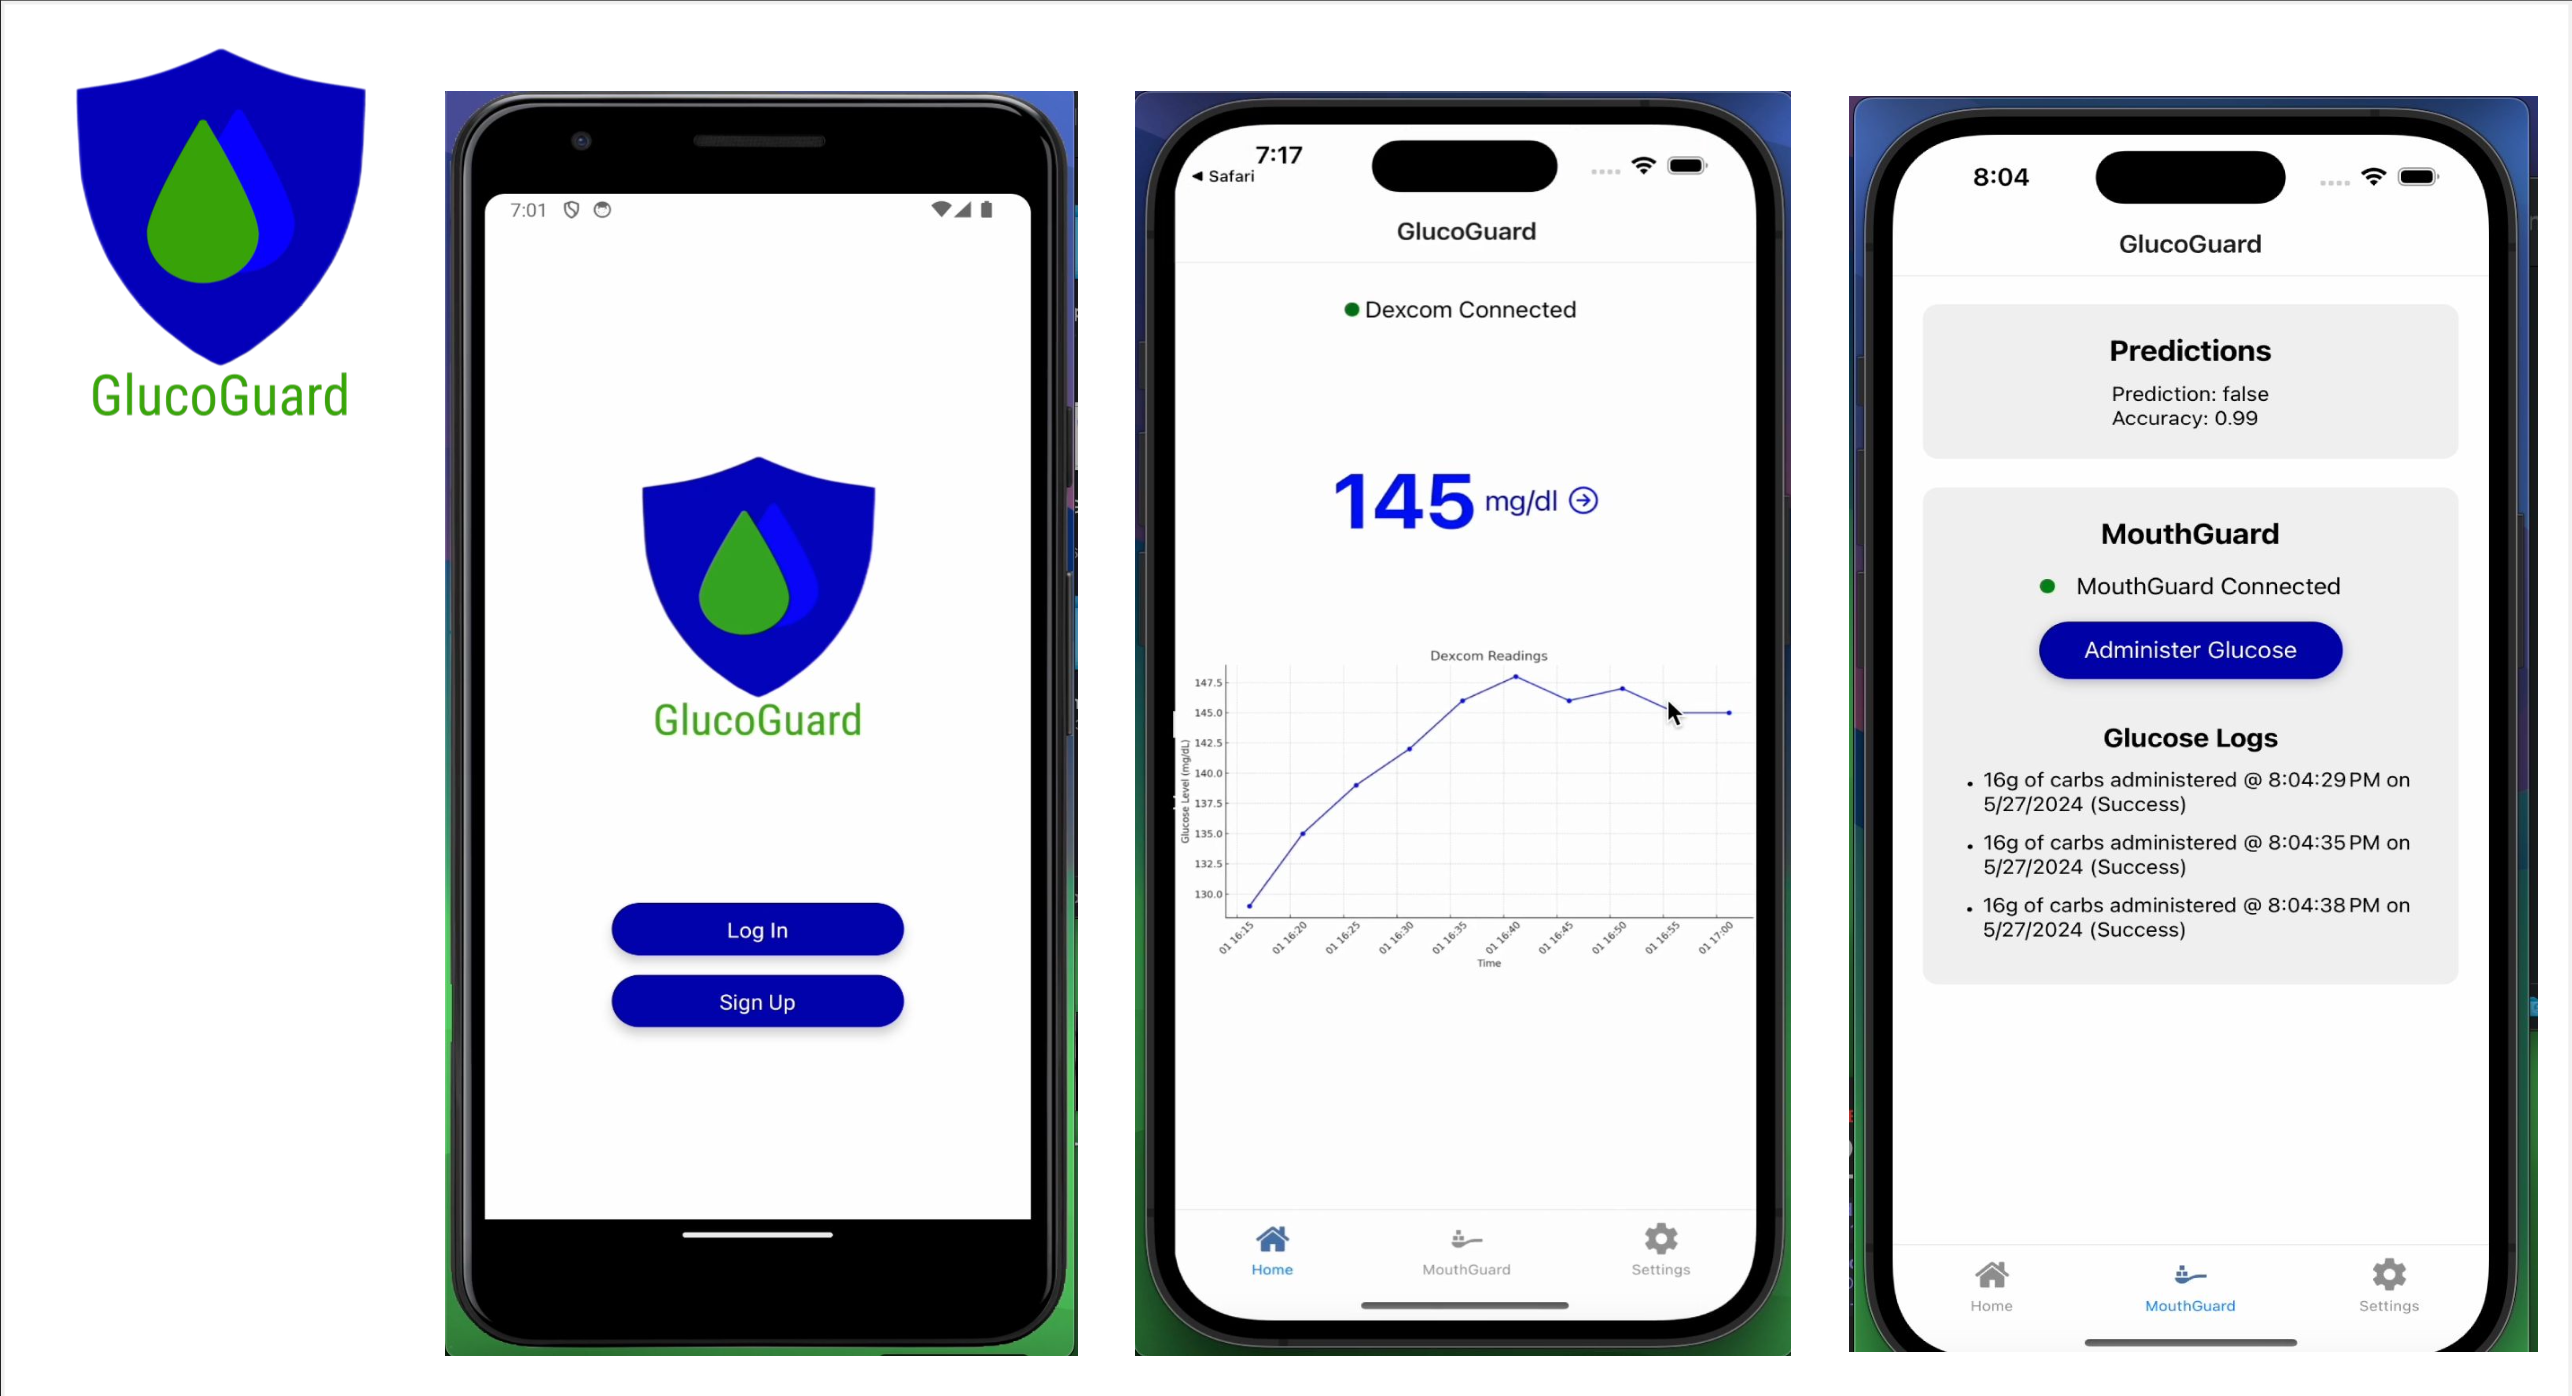 GlucoGuard
7:01
GlucoGuard
Log In
Sign Up
7:17
◀ Safari
GlucoGuard
Dexcom Connected
145 mg/dl
Dexcom Readings
147.5
145.0
142.5
140.0
137.5
135.0
132.5
130.0
Glucose Level (mg/dL)
01 16:15
01 16:20
01 16:25
01 16:30
01 16:35
01 16:40
01 16:45
01 16:50
01 16:55
01 17:00
Time
Home
MouthGuard
Settings
8:04
GlucoGuard
Predictions
Prediction: false
Accuracy: 0.99
MouthGuard
MouthGuard Connected
Administer Glucose
Glucose Logs
• 16g of carbs administered @ 8:04:29 PM on
5/27/2024 (Success)
• 16g of carbs administered @ 8:04:35 PM on
5/27/2024 (Success)
• 16g of carbs administered @ 8:04:38 PM on
5/27/2024 (Success)
Home
MouthGuard
Settings